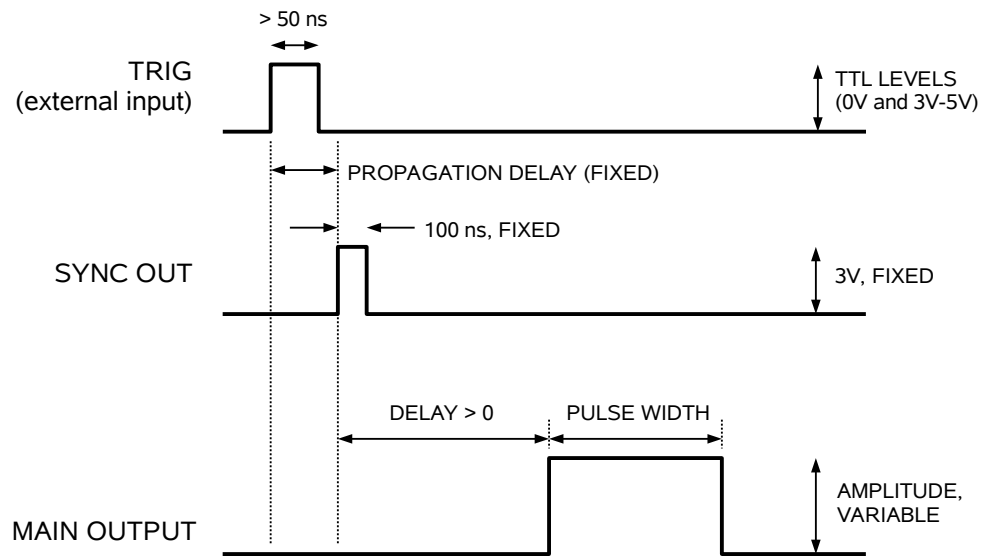 > 50 ns
TRIG
(external input)
TTL LEVELS
(0V and 3V-5V)
PROPAGATION DELAY (FIXED)
100 ns, FIXED
SYNC OUT
3V, FIXED
DELAY > 0
PULSE WIDTH
AMPLITUDE,
VARIABLE
MAIN OUTPUT